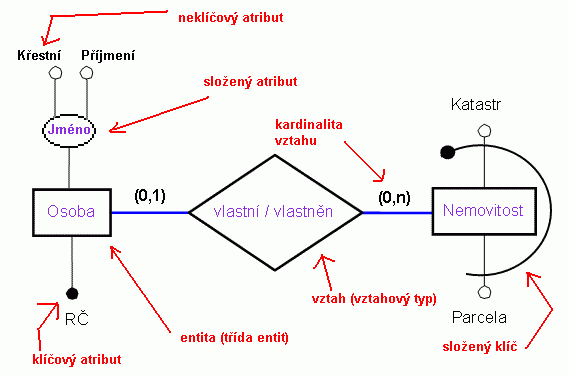 neklíčový atribut
Křestní
Příjmení
složený atribut
Jméno
kardinalita
vztahu
Katastr
Osoba
(0,1)
vlastní / vlastněn
(0,n)
Nemovitost
RČ
klíčový atribut
entita (třída entit)
vztah (vztahový typ)
Parcela
složený klíč